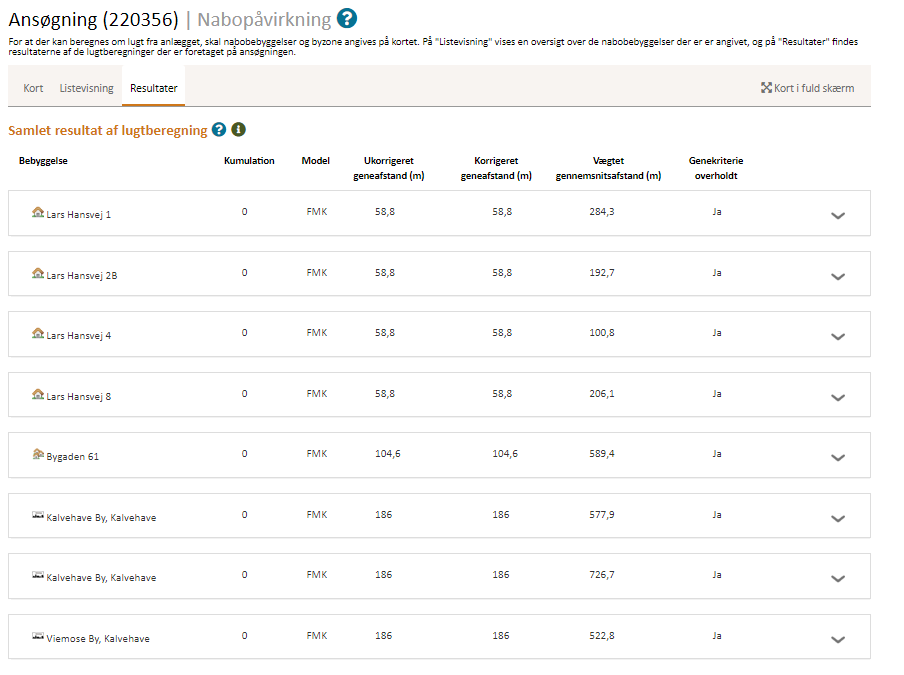 Ansøgning (220356) | Nabopåvirkning ?
For at der kan beregnes om lugt fra anlægget, skal nabobebyggelser og byzone angives på kortet. På "Listevisning" vises en oversigt over de nabobebyggelser der er er angivet, og på "Resultater" findes
resultaterne af de lugtberegninger der er foretaget på ansøgningen.
Kort Listevisning Resultater Kort i fuld skærm
Samlet resultat af lugtberegning ? i
Bebyggelse Kumulation Model Ukorrigeret geneafstand (m) Korrigeret geneafstand (m) Vægtet gennemsnitsafstand (m) Genekriterie overholdt
Lars Hansvej 1 0 FMK 58,8 58,8 284,3 Ja
Lars Hansvej 2B 0 FMK 58,8 58,8 192,7 Ja
Lars Hansvej 4 0 FMK 58,8 58,8 100,8 Ja
Lars Hansvej 8 0 FMK 58,8 58,8 206,1 Ja
Bygaden 61 0 FMK 104,6 104,6 589,4 Ja
Kalvehave By, Kalvehave 0 FMK 186 186 577,9 Ja
Kalvehave By, Kalvehave 0 FMK 186 186 726,7 Ja
Viemose By, Kalvehave 0 FMK 186 186 522,8 Ja